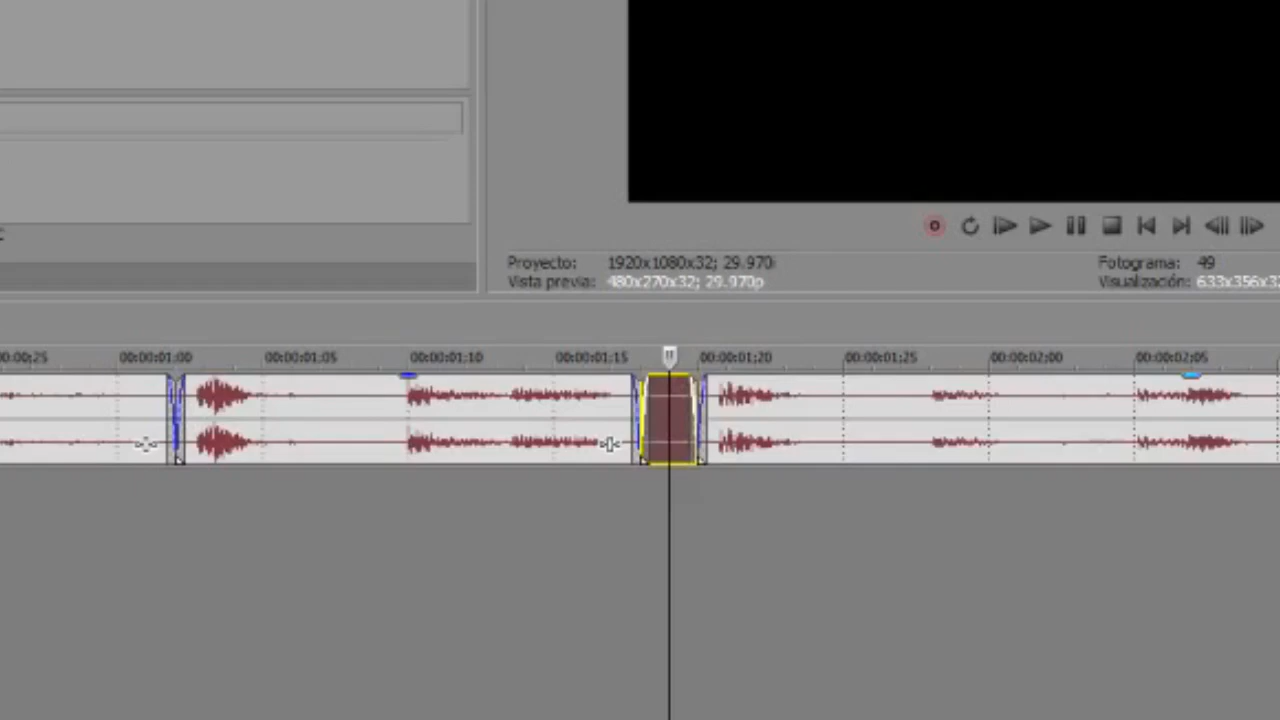 Proyecto: 1920x1080x32; 29.970i
Fotograma: 49
Vista previa: 480x270x32; 29.970p
Visualización: 633x356x32
00:00:00;25 00:00:01;00 00:00:01;05 00:00:01;10 00:00:01;15 00:00:01;20 00:00:01;25 00:00:02;00 00:00:02;05